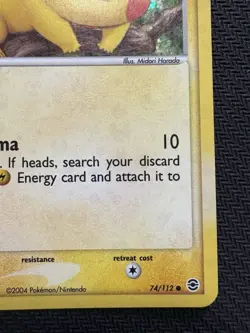 Illus. Midori Harada
ma 10
. If heads, search your discard
Energy card and attach it to
resistance retreat cost
©2004 Pokémon/Nintendo 74/112